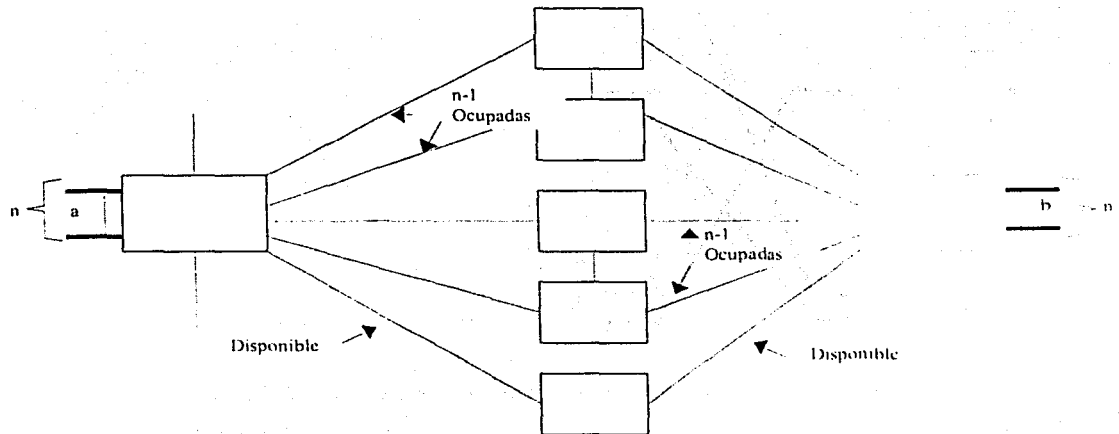 n-1
Ocupadas
n
a
b
n
n-1
Ocupadas
Disponible
Disponible